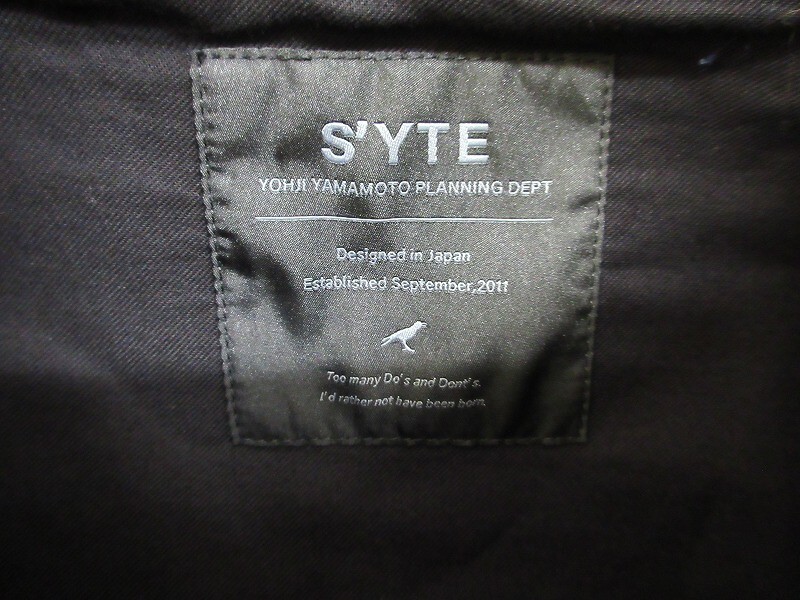 S'YTE
YOHJI YAMAMOTO PLANNING DEPT
Designed in Japan
Established September,2011
Too many Do's and Dont's.
I'd rather not have been born.